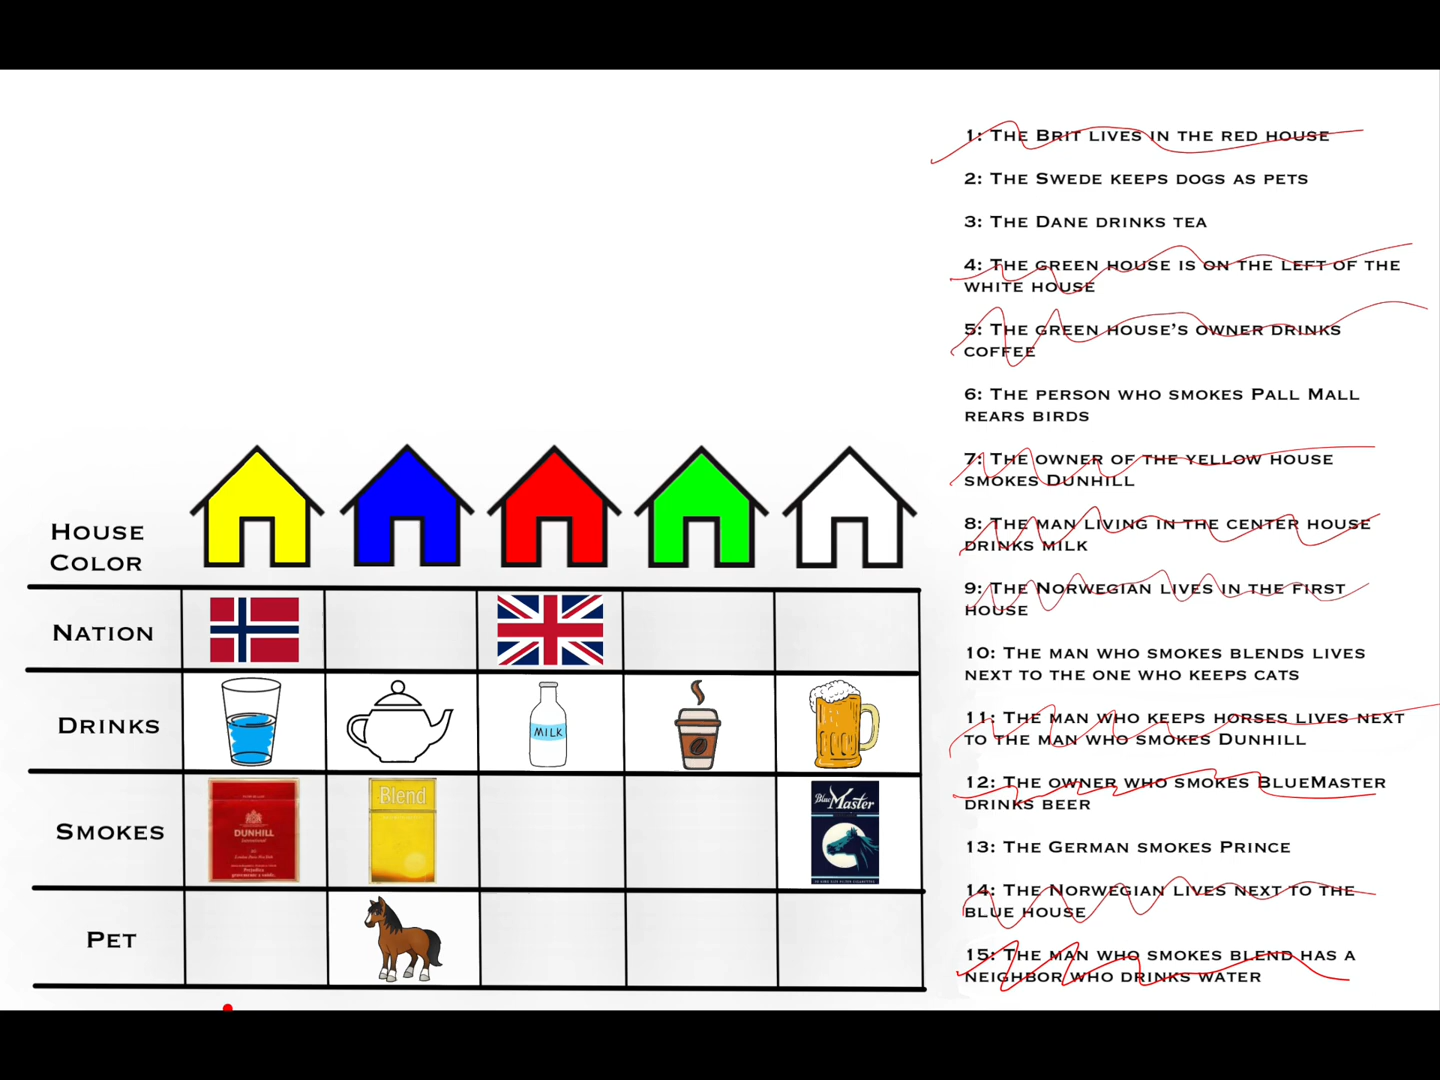 1: The Brit lives in the red house
2: The Swede keeps dogs as pets
3: The Dane drinks tea
4: The green house is on the left of the
white house
5: The green house's owner drinks
coffee
6: The person who smokes Pall Mall
rears birds
7: The owner of the yellow house
smokes Dunhill
8: The man living in the center house
drinks milk
9: The Norwegian lives in the first
house
10: The man who smokes Blends lives
next to the one who keeps cats
11: The man who keeps horses lives next
to the man who smokes Dunhill
12: The owner who smokes BlueMaster
drinks beer
13: The German smokes Prince
14: The Norwegian lives next to the
blue house
15: The man who smokes Blend has a
neighbor who drinks water
House
Color
Nation
Drinks
MILK
Smokes
DUNHILL
International
Blend
Blue Master
Pet